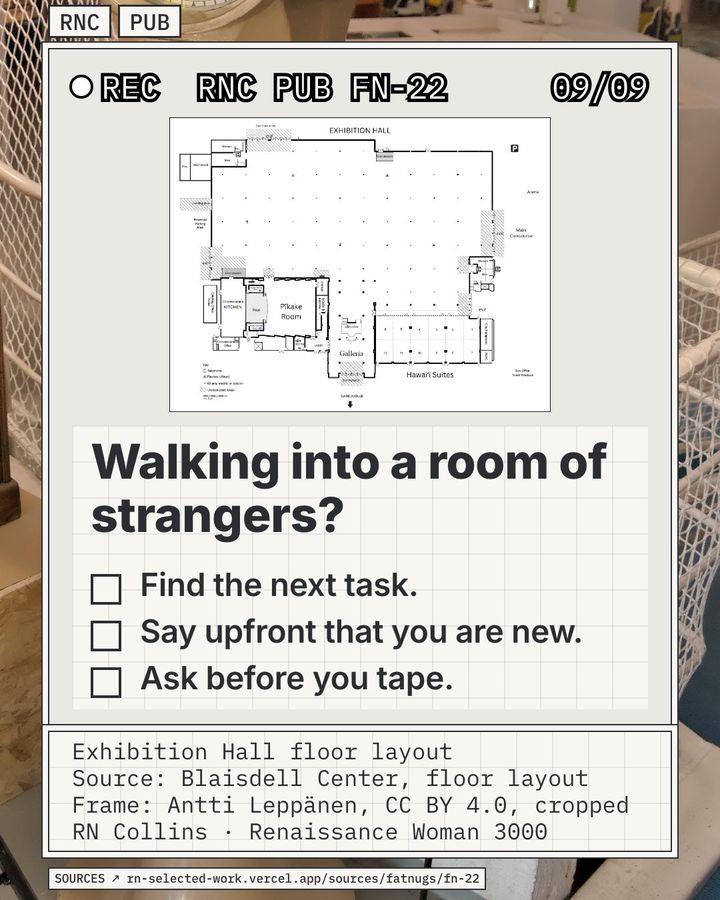 RNC PUB
REC RNC PUB FN-22 09/09
EXHIBITION HALL
P
Arena
Main
Concourse
KITCHEN
Pīkake
Room
Galleria
Hawai'i Suites
Walking into a room of
strangers?
Find the next task.
Say upfront that you are new.
Ask before you tape.
Exhibition Hall floor layout
Source: Blaisdell Center, floor layout
Frame: Antti Leppänen, CC BY 4.0, cropped
RN Collins · Renaissance Woman 3000
SOURCES ↗ rn-selected-work.vercel.app/sources/fatnugs/fn-22